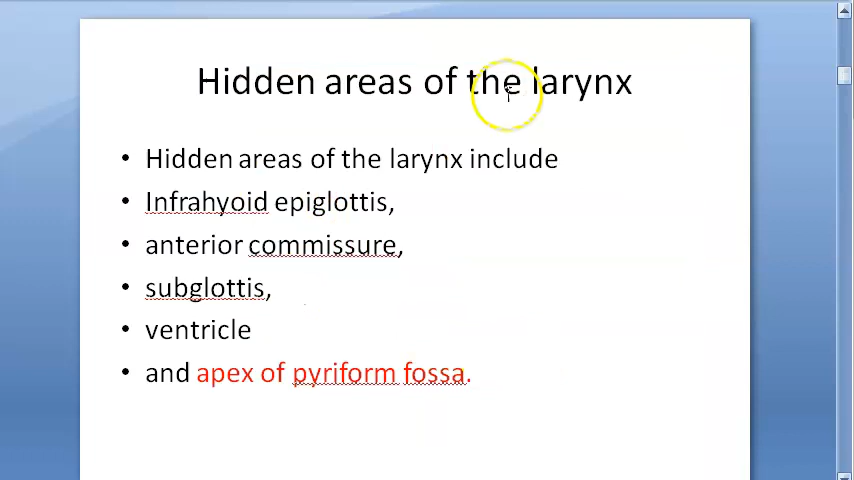 Hidden areas of the larynx
• Hidden areas of the larynx include
• Infrahyoid epiglottis,
• anterior commissure,
• subglottis,
• ventricle
• and apex of pyriform fossa.